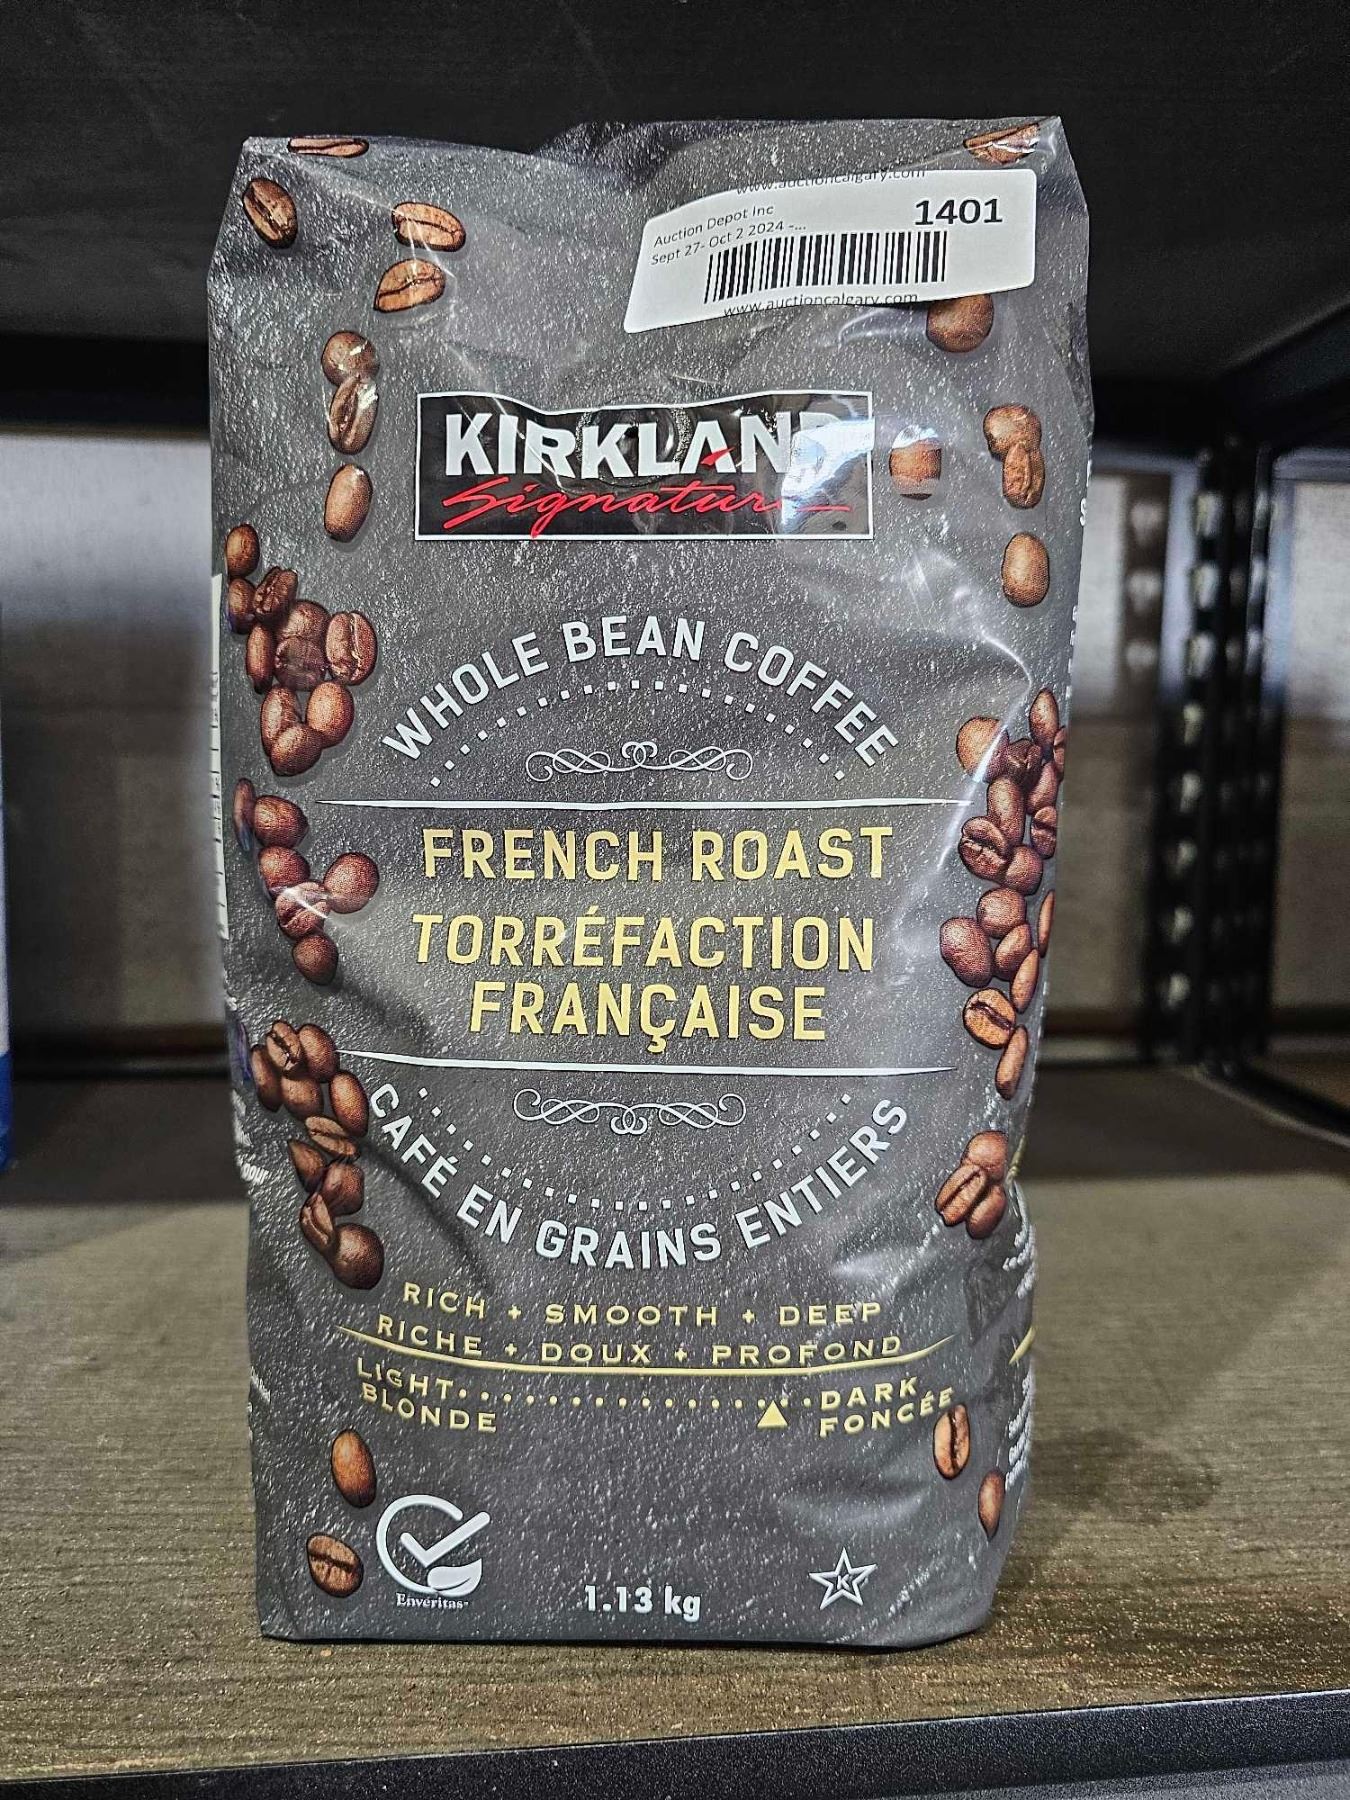 www.auctioncalgary.com
Auction Depot Inc
1401
Sept 27- Oct 2 2024 -...
www.auctioncalgary.com
KIRKLAND
Signature
WHOLE BEAN COFFEE
FRENCH ROAST
TORRÉFACTION
FRANÇAISE
CAFÉ EN GRAINS ENTIERS
RICH + SMOOTH + DEEP
RICHE + DOUX + PROFOND
LIGHT DARK
BLONDE FONCÉE
Enveritas
K
1.13 kg